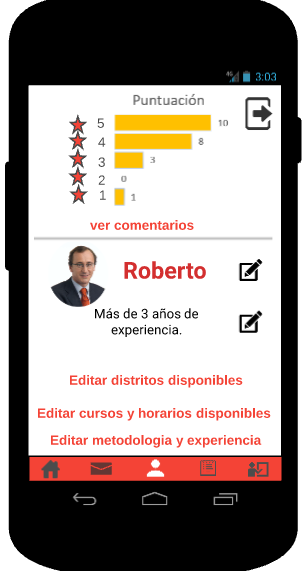 4G 3:03
Puntuación
5 10
4 8
3 3
2 0
1 1
ver comentarios
Roberto
Más de 3 años de
experiencia.
Editar distritos disponibles
Editar cursos y horarios disponibles
Editar metodologia y experiencia